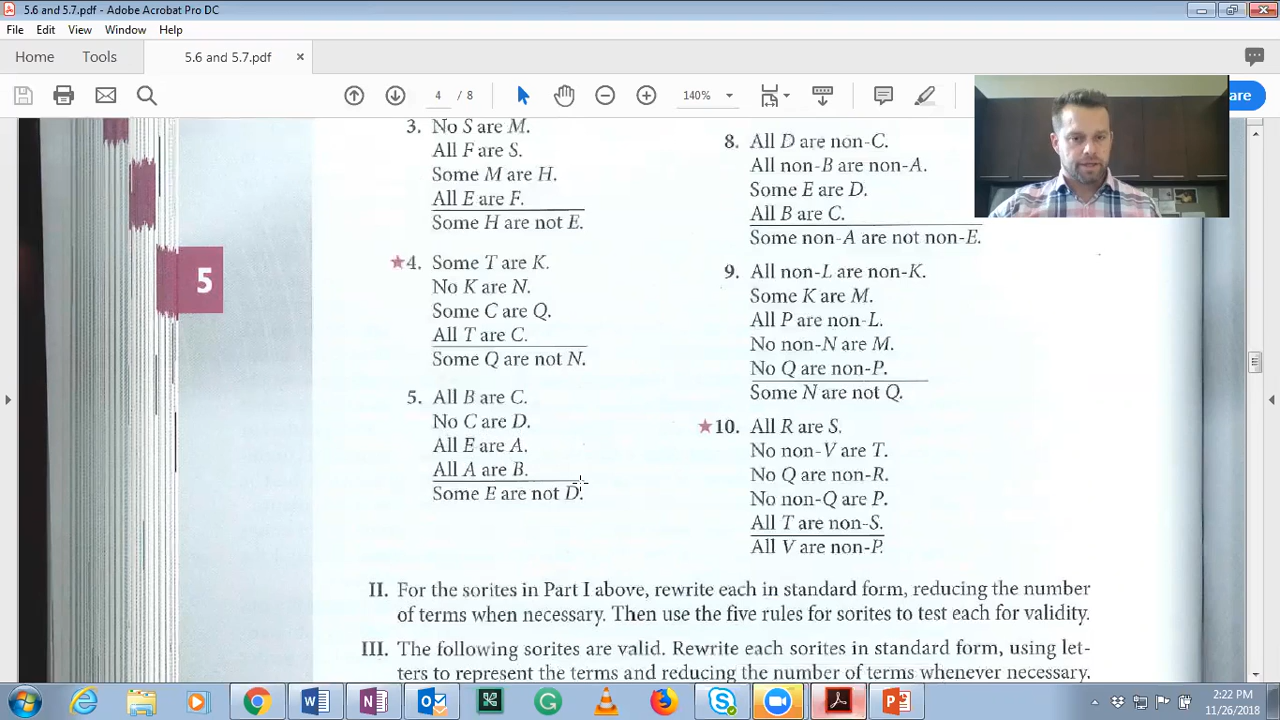 5.6 and 5.7.pdf - Adobe Acrobat Pro DC
File Edit View Window Help
Home Tools 5.6 and 5.7.pdf ×
4 / 8 140% are
3. No S are M.
All F are S.
Some M are H.
All E are F.
Some H are not E.
★4. Some T are K.
No K are N.
Some C are Q.
All T are C.
Some Q are not N.
5. All B are C.
No C are D.
All E are A.
All A are B.
Some E are not D.
8. All D are non-C.
All non-B are non-A.
Some E are D.
All B are C.
Some non-A are not non-E.
9. All non-L are non-K.
Some K are M.
All P are non-L.
No non-N are M.
No Q are non-P.
Some N are not Q.
★10. All R are S.
No non-V are T.
No Q are non-R.
No non-Q are P.
All T are non-S.
All V are non-P.
5
II. For the sorites in Part I above, rewrite each in standard form, reducing the number
of terms when necessary. Then use the five rules for sorites to test each for validity.
III. The following sorites are valid. Rewrite each sorites in standard form, using let-
ters to represent the terms and reducing the number of terms whenever necessary.
2:22 PM
11/26/2018